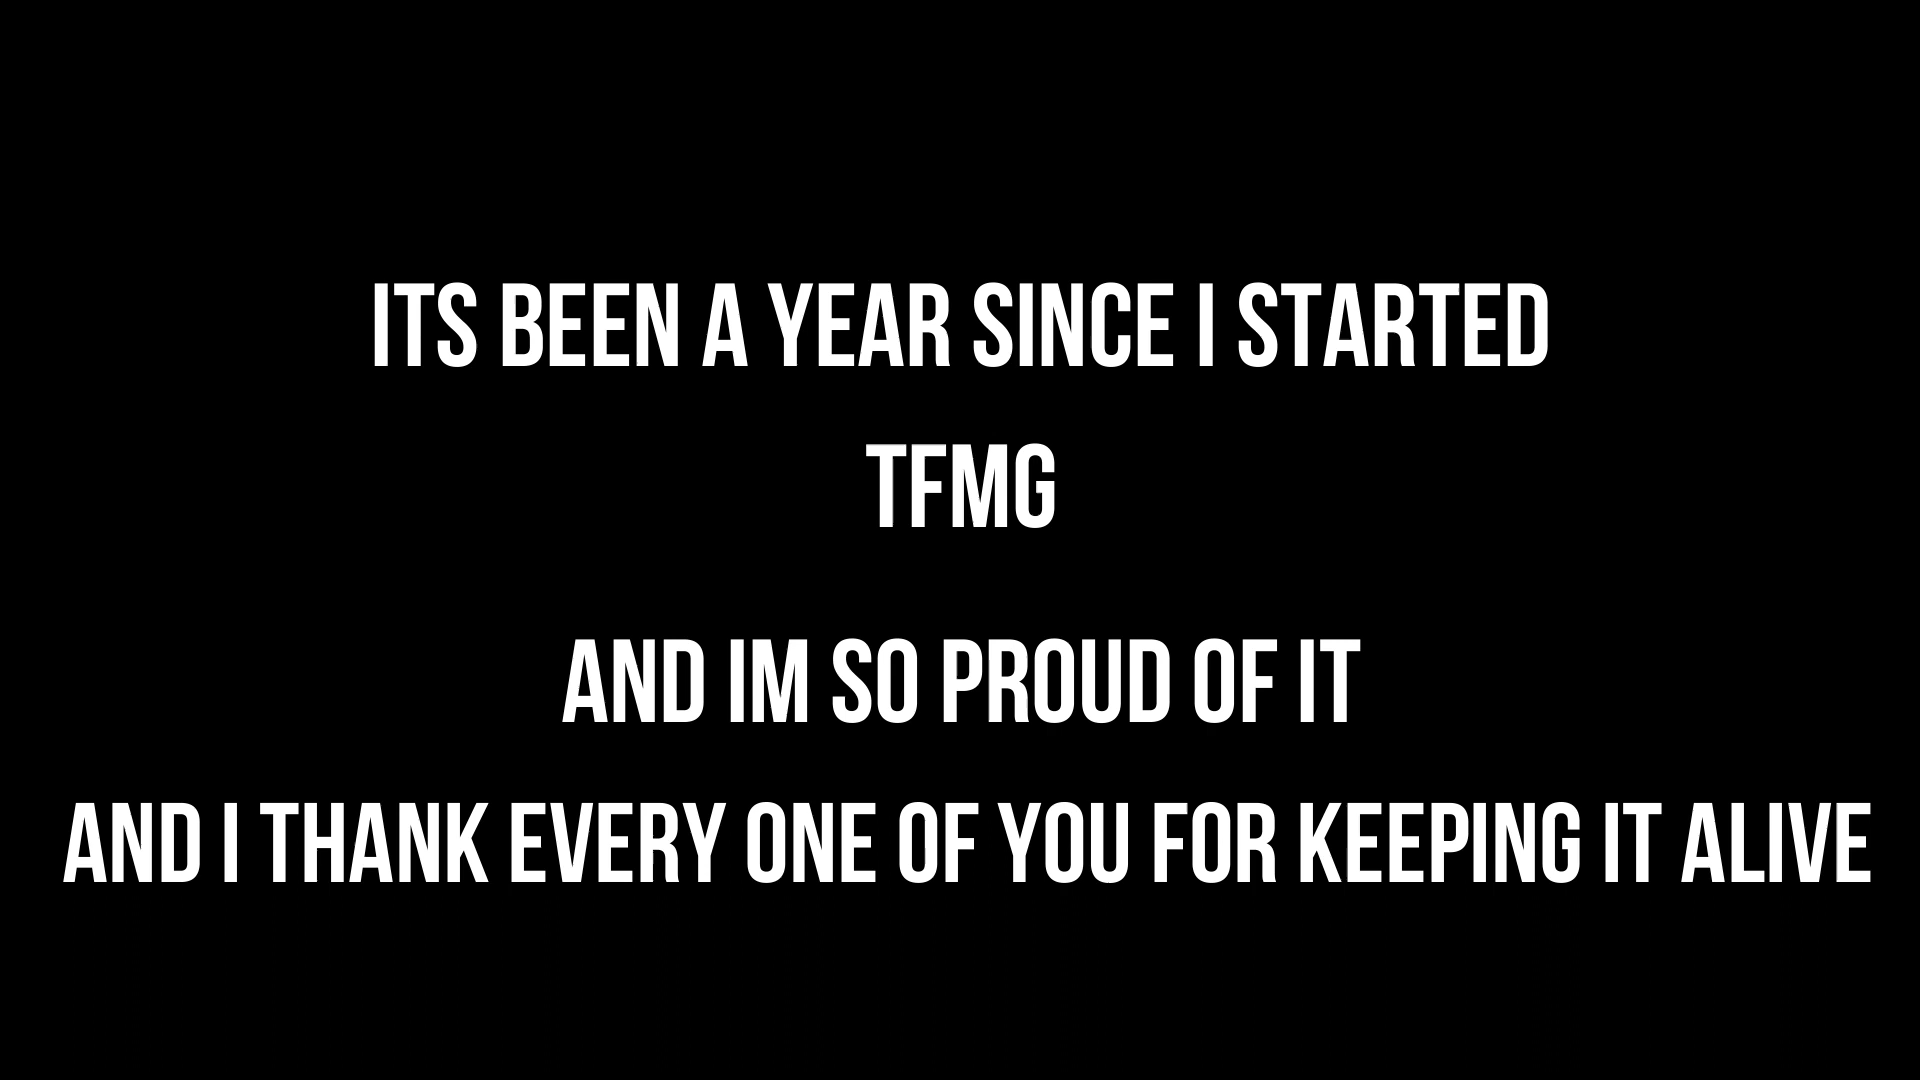 ITS BEEN A YEAR SINCE I STARTED
TFMG
AND IM SO PROUD OF IT
AND I THANK EVERY ONE OF YOU FOR KEEPING IT ALIVE